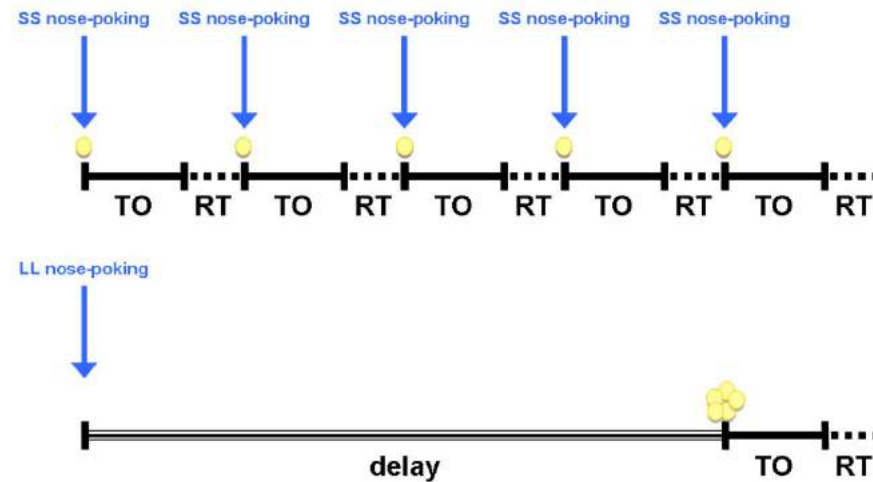 SS nose-poking SS nose-poking SS nose-poking SS nose-poking SS nose-poking
TO RT TO RT TO RT TO RT TO RT
LL nose-poking
delay TO RT